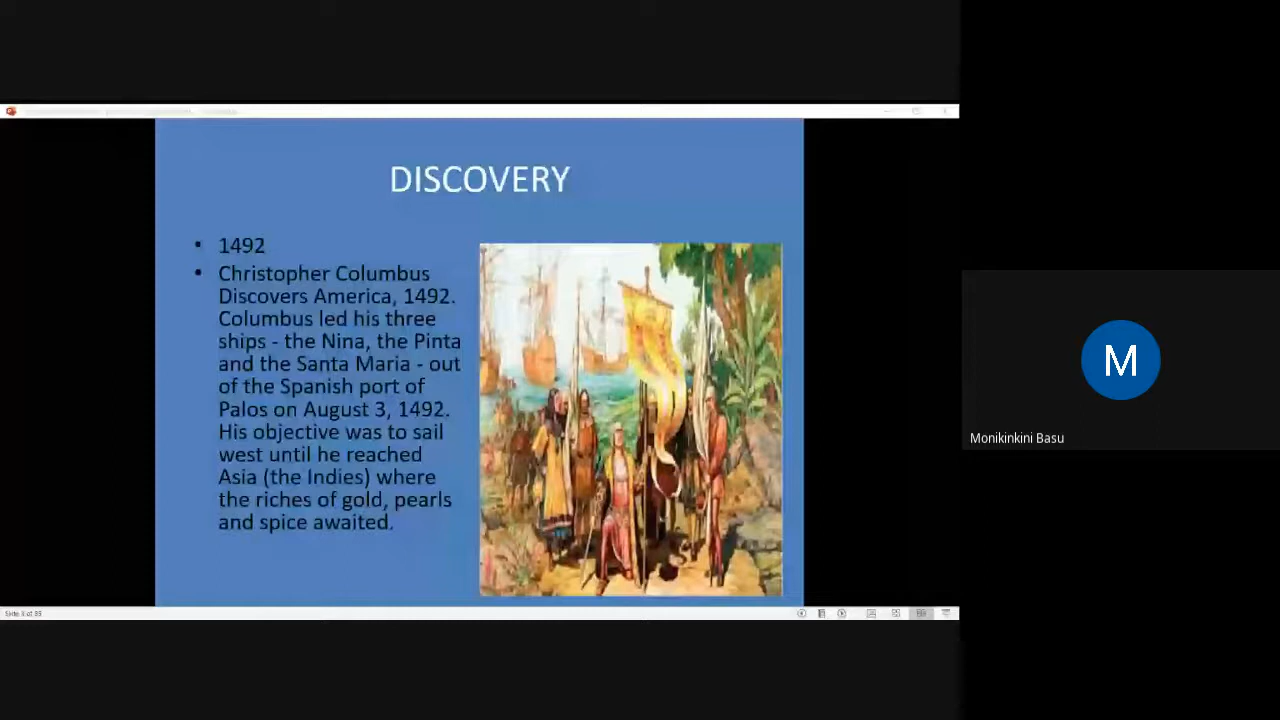 DISCOVERY
• 1492
• Christopher Columbus
Discovers America, 1492.
Columbus led his three
ships - the Nina, the Pinta
and the Santa Maria - out
of the Spanish port of
Palos on August 3, 1492.
His objective was to sail
west until he reached
Asia (the Indies) where
the riches of gold, pearls
and spice awaited.
M
Monikinkini Basu